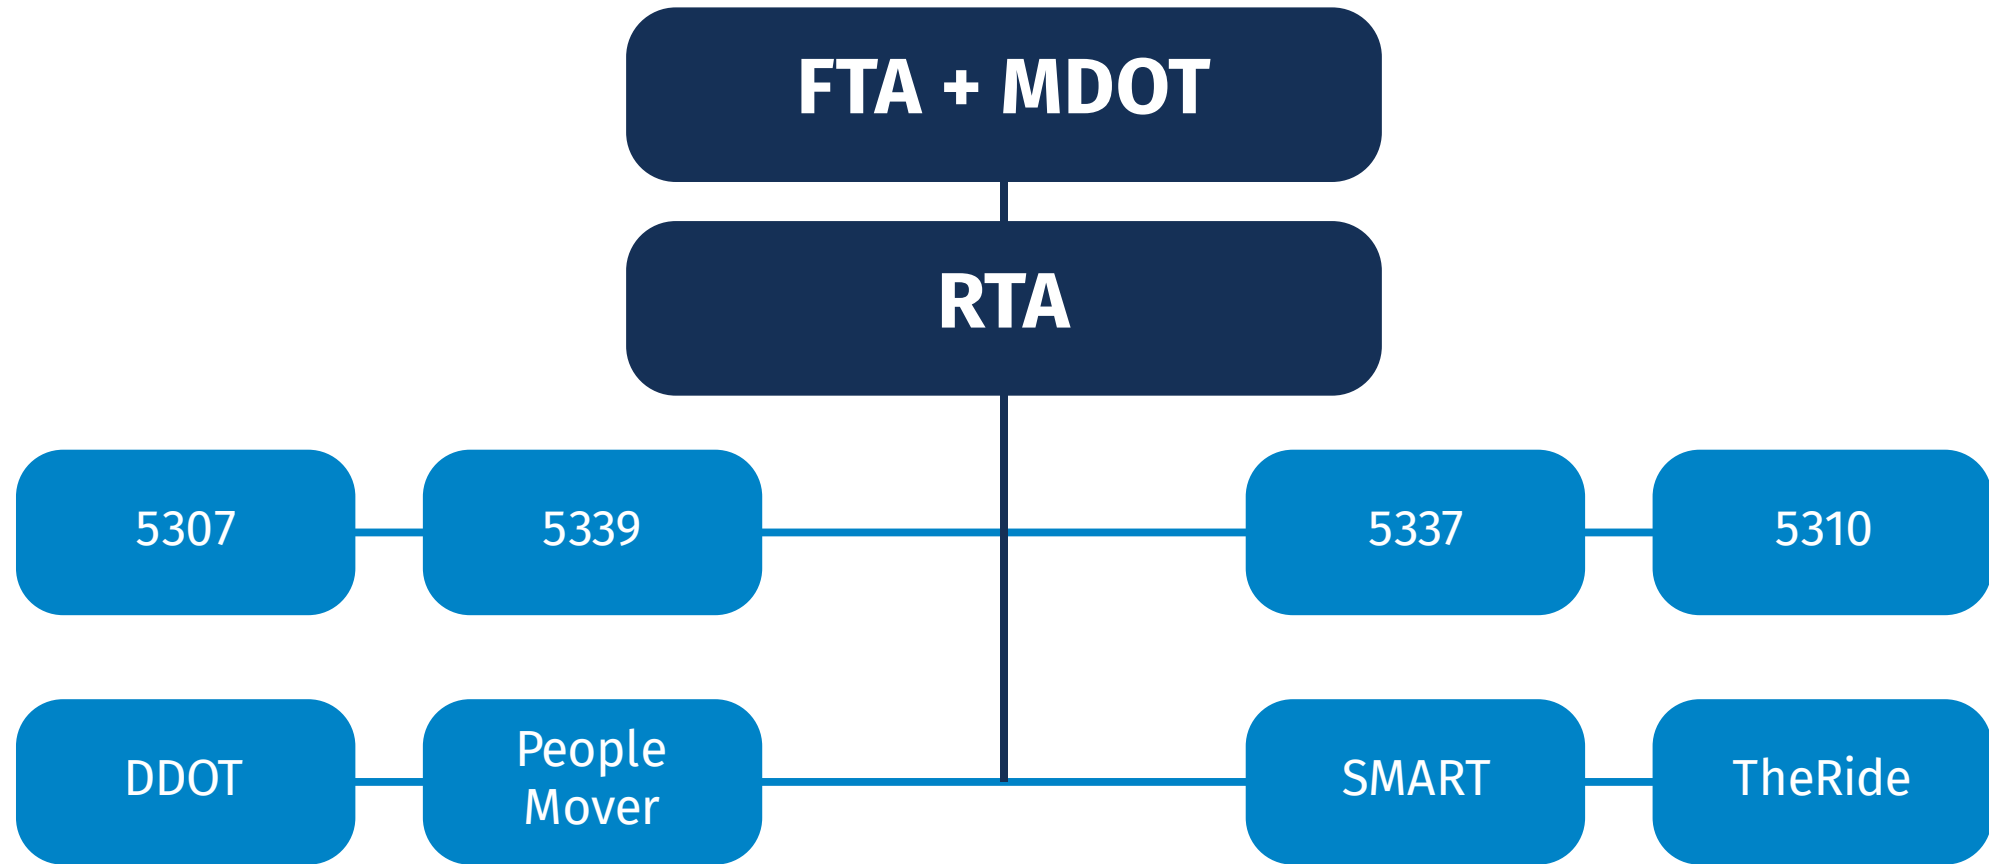 FTA + MDOT
RTA
5307
5339
5337
5310
DDOT
People
Mover
SMART
TheRide